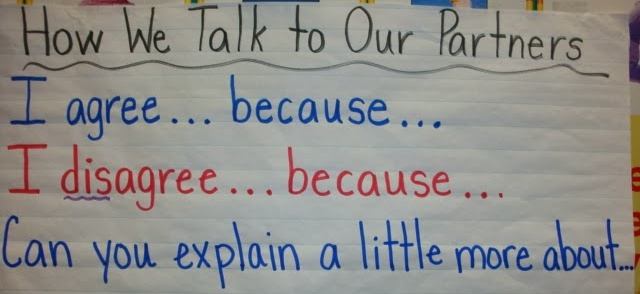 How We Talk to Our Partners
I agree... because...
I disagree... because...
Can you explain a little more about...